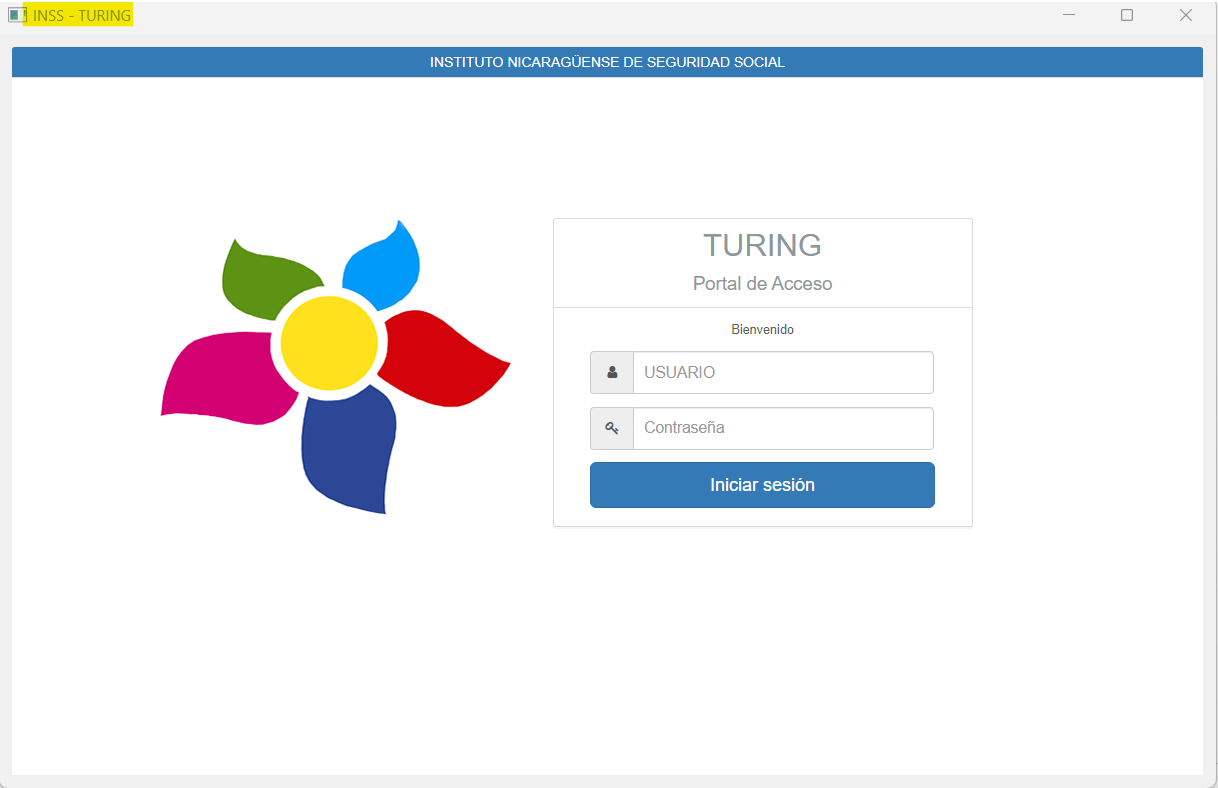 INSS - TURING
INSTITUTO NICARAGÜENSE DE SEGURIDAD SOCIAL
TURING
Portal de Acceso
Bienvenido
USUARIO
Contraseña
Iniciar sesión